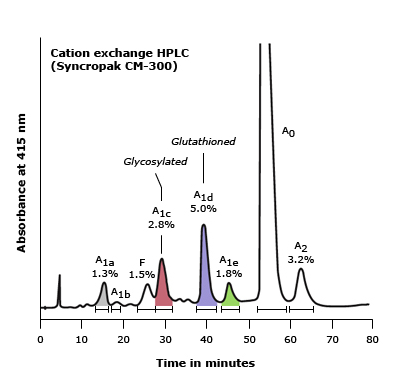 Cation exchange HPLC
(Syncropak CM-300)
Absorbance at 415 nm
Glutathioned
Glycosylated
A0
A1d
5.0%
A1c
2.8%
A1a
1.3%
A1b
F
1.5%
A1e
1.8%
A2
3.2%
0 10 20 30 40 50 60 70 80
Time in minutes